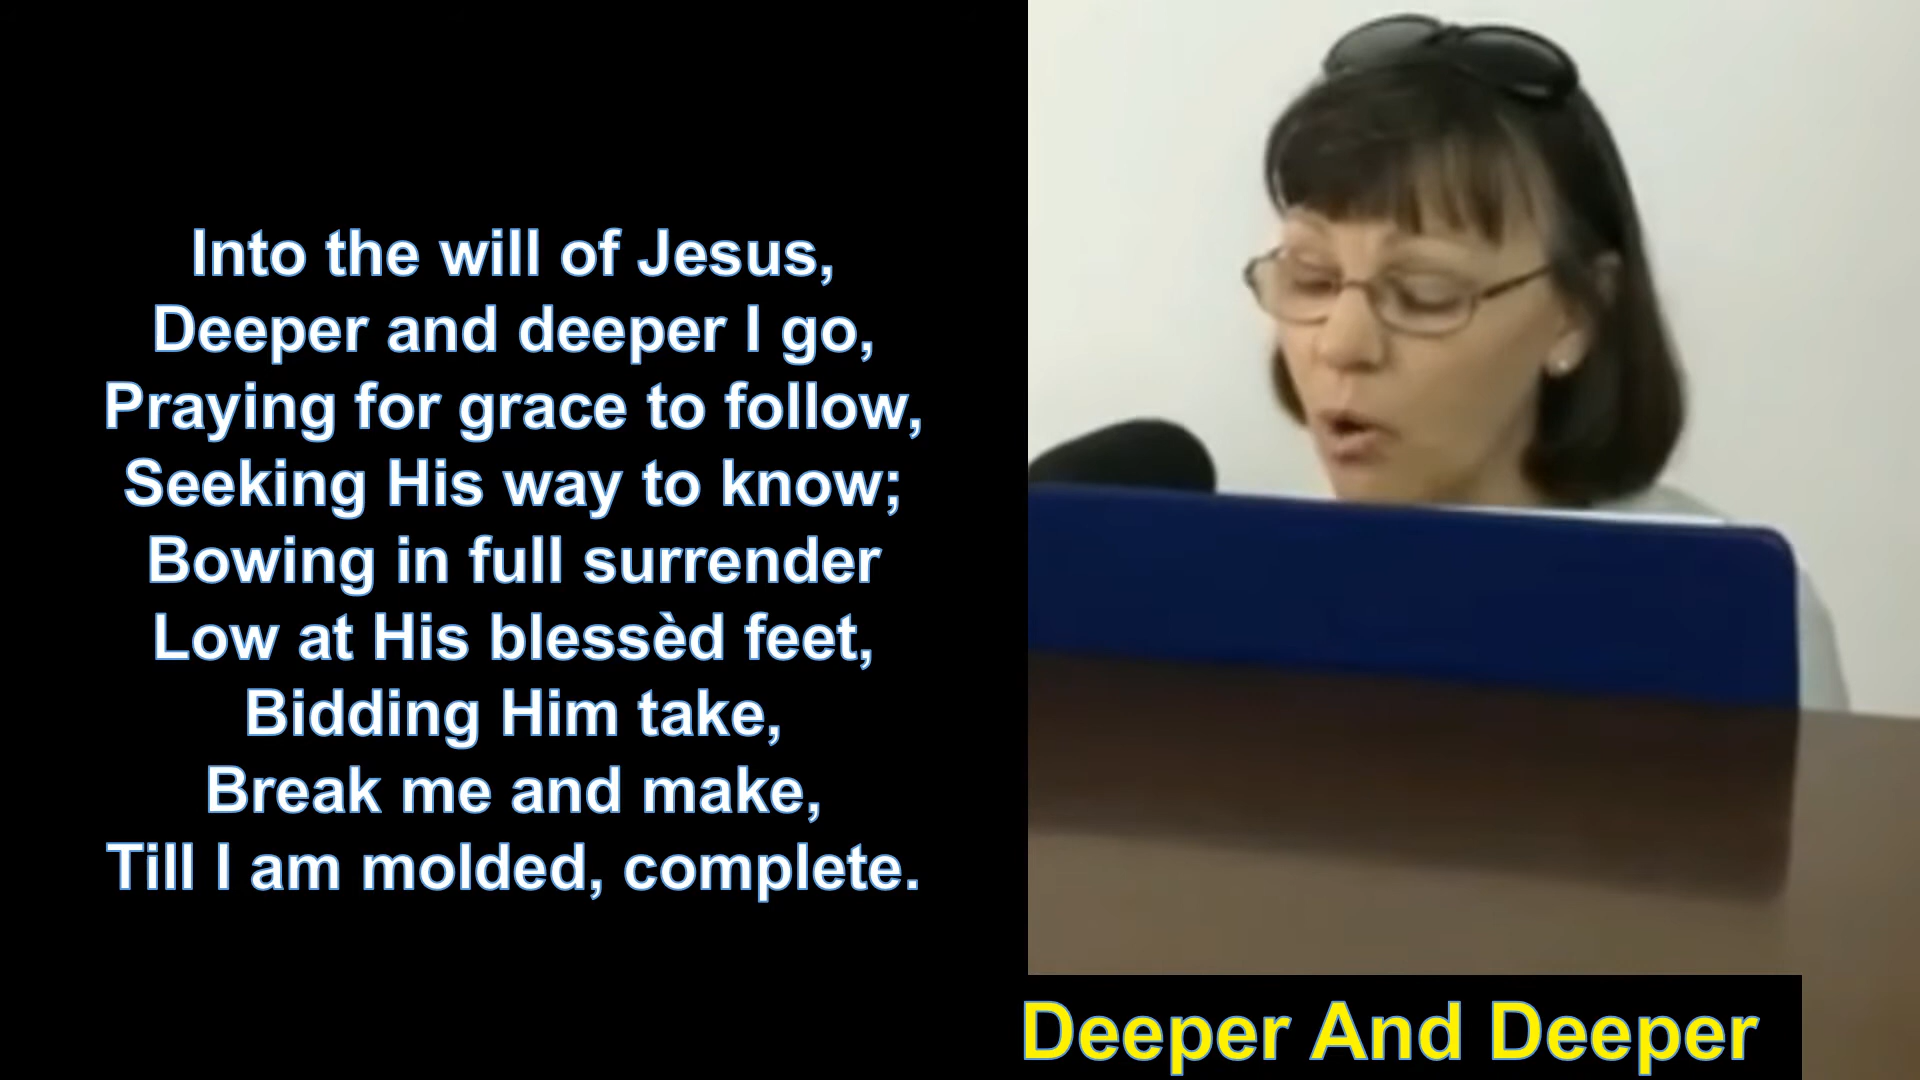 Into the will of Jesus,
Deeper and deeper I go,
Praying for grace to follow,
Seeking His way to know;
Bowing in full surrender
Low at His blessèd feet,
Bidding Him take,
Break me and make,
Till I am molded, complete.
Deeper And Deeper